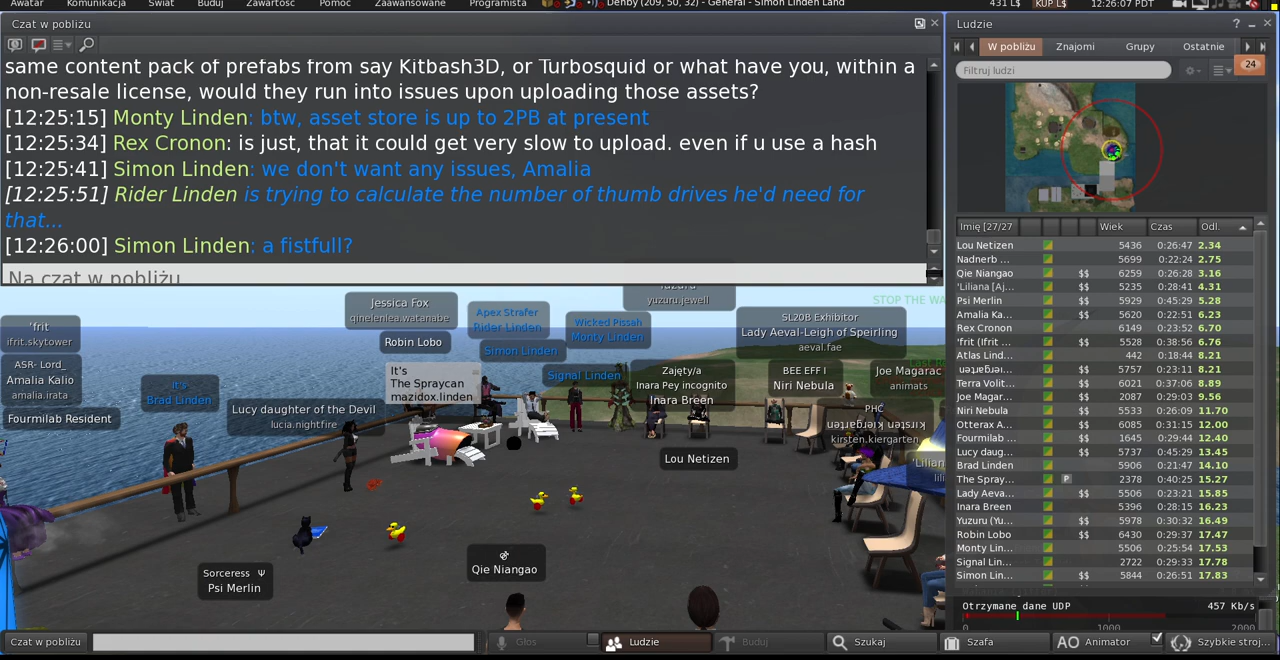 Awatar Komunikacja Świat Buduj Zawartość Pomoc Zaawansowane Programista Denby (209, 50, 32) - General - Simon Linden Land 431 L$ KUP L$ 12:26:07 PDT
Czat w pobliżu
same content pack of prefabs from say Kitbash3D, or Turbosquid or what have you, within a
non-resale license, would they run into issues upon uploading those assets?
[12:25:15] Monty Linden: btw, asset store is up to 2PB at present
[12:25:34] Rex Cronon: is just, that it could get very slow to upload. even if u use a hash
[12:25:41] Simon Linden: we don't want any issues, Amalia
[12:25:51] Rider Linden is trying to calculate the number of thumb drives he'd need for
that...
[12:26:00] Simon Linden: a fistfull?
Na czat w pobliżu
yuzuru.jewell
STOP THE WA
Jessica Fox
qinelenlea.watanabe
Robin Lobo
Apex Strafer
Rider Linden
Simon Linden
Wicked Pissah
Monty Linden
Signal Linden
SL20B Exhibitor
Lady Aeval-Leigh of Speirling
aeval.fae
'frit
ifrit.skytower
ASR- Lord_
Amalia Kalio
amalia.irata
Fourmilab Resident
It's
Brad Linden
Lucy daughter of the Devil
lucia.nightfire
It's
The Spraycan
mazidox.linden
Zajęty/a
Inara Pey incognito
Inara Breen
BEE EFF I
Niri Nebula
Joe Magarac
animats
PHC
kirsten.kiergarten
Lou Netizen
'Lilian
lili
Qie Niangao
Sorceress Ψ
Psi Merlin
Ludzie
W pobliżu Znajomi Grupy Ostatnie
Filtruj ludzi
24
Imię [27/27 Wiek Czas Odl.
Lou Netizen 5436 0:26:47 2.34
Nadnerb ... 5699 0:22:24 2.75
Qie Niangao $$ 6259 0:26:28 3.16
'Liliana [Aj... $$ 5235 0:28:41 4.31
Psi Merlin $$ 5929 0:45:29 5.28
Amalia Ka... $$ 5620 0:22:51 6.23
Rex Cronon 6149 0:23:52 6.70
'frit (Ifrit ... $$ 5528 0:38:56 6.76
Atlas Lind... 442 0:18:44 8.21
$$ 5757 0:23:11 8.21
Terra Volit... $$ 6021 0:37:06 8.89
Joe Magar... $$ 2087 0:29:03 9.56
Niri Nebula $$ 5533 0:26:09 11.70
Otterax A... $$ 6085 0:31:15 12.00
Fourmilab ... $$ 1645 0:29:44 12.40
Lucy daug... $$ 5737 0:45:29 13.45
Brad Linden 5906 0:21:47 14.10
The Spray... P 2378 0:40:25 15.27
Lady Aeva... $$ 5506 0:23:21 15.85
Inara Breen 5396 0:28:15 16.23
Yuzuru (Yu... $$ 5978 0:30:32 16.49
Robin Lobo $$ 6430 0:29:37 17.47
Monty Lin... 5506 0:25:54 17.53
Signal Lin... 2722 0:29:33 17.78
Simon Lin... $$ 5844 0:26:51 17.83
Otrzymane dane UDP 457 Kb/s
0 1000 2000
Czat w pobliżu Głos Ludzie Buduj Szukaj Szafa AO Animator Szybkie stroj...